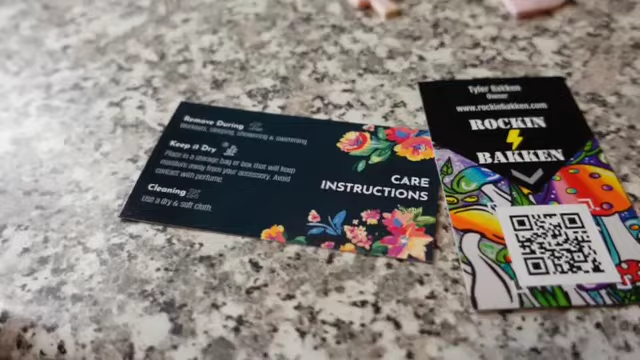 Remove During
Workouts, sleeping, showering & swimming.
Keep it Dry
Place in a storage bag or box that will keep
moisture away from your accessory. Avoid
contact with perfume.
Cleaning
Use a dry & soft cloth.
CARE
INSTRUCTIONS
Tyler Bakken
Owner
www.rockinbakken.com
ROCKIN
BAKKEN